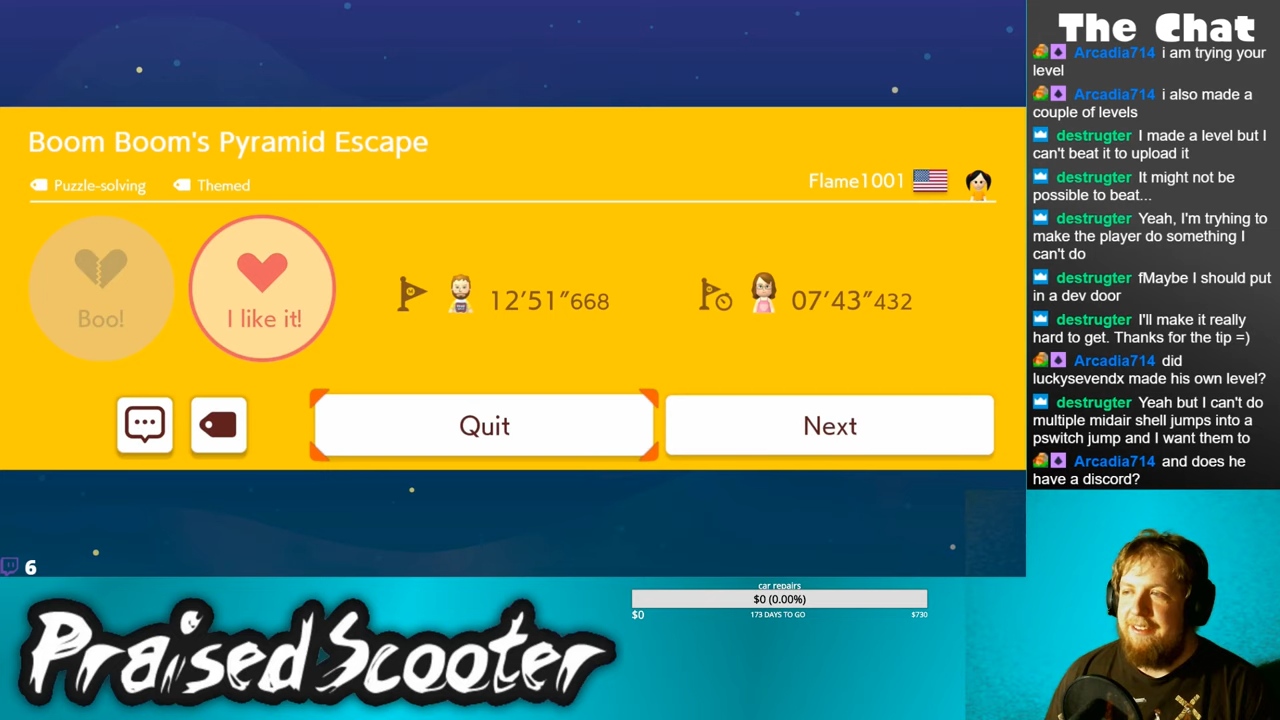 Boom Boom's Pyramid Escape
Puzzle-solving Themed
Flame1001
Boo!
I like it!
12'51"668
07'43"432
Quit
Next
6
PraisedScooter
car repairs
$0 (0.00%)
$0 173 DAYS TO GO $730
The Chat
Arcadia714 i am trying your
level
Arcadia714 i also made a
couple of levels
destrugter I made a level but I
can't beat it to upload it
destrugter It might not be
possible to beat...
destrugter Yeah, I'm tryhing to
make the player do something I
can't do
destrugter fMaybe I should put
in a dev door
destrugter I'll make it really
hard to get. Thanks for the tip =)
Arcadia714 did
luckysevendx made his own level?
destrugter Yeah but I can't do
multiple midair shell jumps into a
pswitch jump and I want them to
Arcadia714 and does he
have a discord?